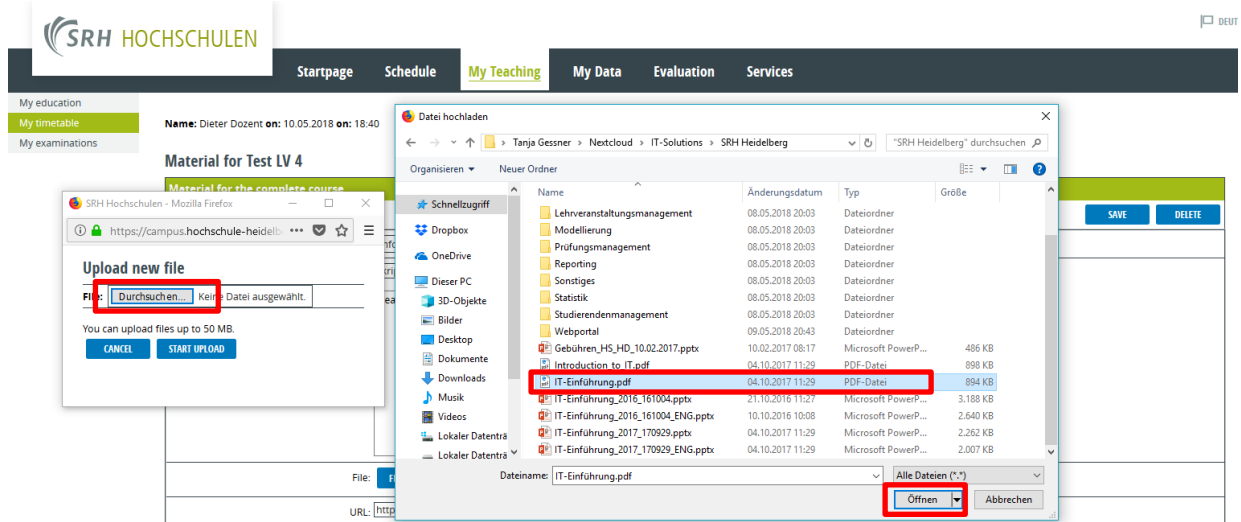 SRH HOCHSCHULEN
DEUT
Startpage Schedule My Teaching My Data Evaluation Services
My education
My timetable
My examinations
Name: Dieter Dozent on: 10.05.2018 on: 18:40
Material for Test LV 4
Material for the complete course
SAVE DELETE
SRH Hochschulen - Mozilla Firefox
https://campus.hochschule-heidelb
Upload new file
File: Durchsuchen... Keine Datei ausgewählt.
You can upload files up to 50 MB.
CANCEL START UPLOAD
Datei hochladen
Tanja Gessner > Nextcloud > IT-Solutions > SRH Heidelberg
"SRH Heidelberg" durchsuchen
Organisieren Neuer Ordner
Schnellzugriff
Dropbox
OneDrive
Dieser PC
3D-Objekte
Bilder
Desktop
Dokumente
Downloads
Musik
Videos
Lokaler Datenträ
Lokaler Datenträ
Name Änderungsdatum Typ Größe
Lehrveranstaltungsmanagement 08.05.2018 20:03 Dateiordner
Modellierung 08.05.2018 20:03 Dateiordner
Prüfungsmanagement 08.05.2018 20:03 Dateiordner
Reporting 08.05.2018 20:03 Dateiordner
Sonstiges 08.05.2018 20:03 Dateiordner
Statistik 08.05.2018 20:03 Dateiordner
Studierendenmanagement 08.05.2018 20:03 Dateiordner
Webportal 09.05.2018 20:43 Dateiordner
Gebühren_HS_HD_10.02.2017.pptx 10.02.2017 08:17 Microsoft PowerP... 486 KB
Introduction_to_IT.pdf 04.10.2017 11:29 PDF-Datei 898 KB
IT-Einführung.pdf 04.10.2017 11:29 PDF-Datei 894 KB
IT-Einführung_2016_161004.pptx 21.10.2016 11:27 Microsoft PowerP... 3.188 KB
IT-Einführung_2016_161004_ENG.pptx 10.10.2016 10:08 Microsoft PowerP... 2.640 KB
IT-Einführung_2017_170929.pptx 04.10.2017 11:29 Microsoft PowerP... 2.262 KB
IT-Einführung_2017_170929_ENG.pptx 04.10.2017 11:29 Microsoft PowerP... 2.007 KB
Dateiname: IT-Einführung.pdf Alle Dateien (*.*)
Öffnen Abbrechen
File:
URL: http